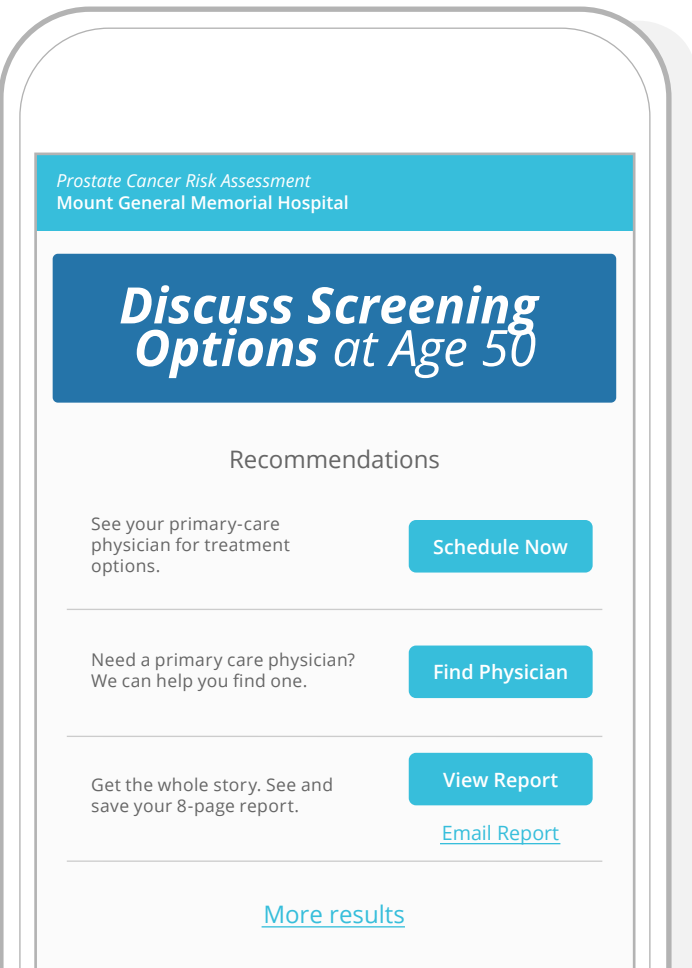 Prostate Cancer Risk Assessment
Mount General Memorial Hospital
Discuss Screening
Options at Age 50
Recommendations
See your primary-care
physician for treatment
options.
Schedule Now
Need a primary care physician?
We can help you find one.
Find Physician
Get the whole story. See and
save your 8-page report.
View Report
Email Report
More results